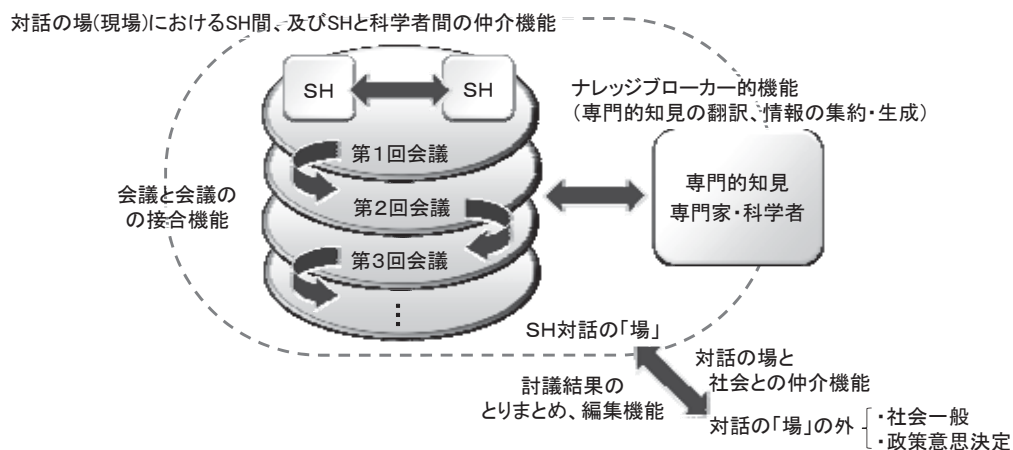 対話の場(現場)におけるSH間、及びSHと科学者間の仲介機能
SH
SH
ナレッジブローカー的機能
(専門的知見の翻訳、情報の集約・生成)
第1回会議
会議と会議の
の接合機能
第2回会議
専門的知見
専門家・科学者
第3回会議
⋮
SH対話の「場」
対話の場と
社会との仲介機能
討議結果の
とりまとめ、編集機能
対話の「場」の外
・社会一般
・政策意思決定